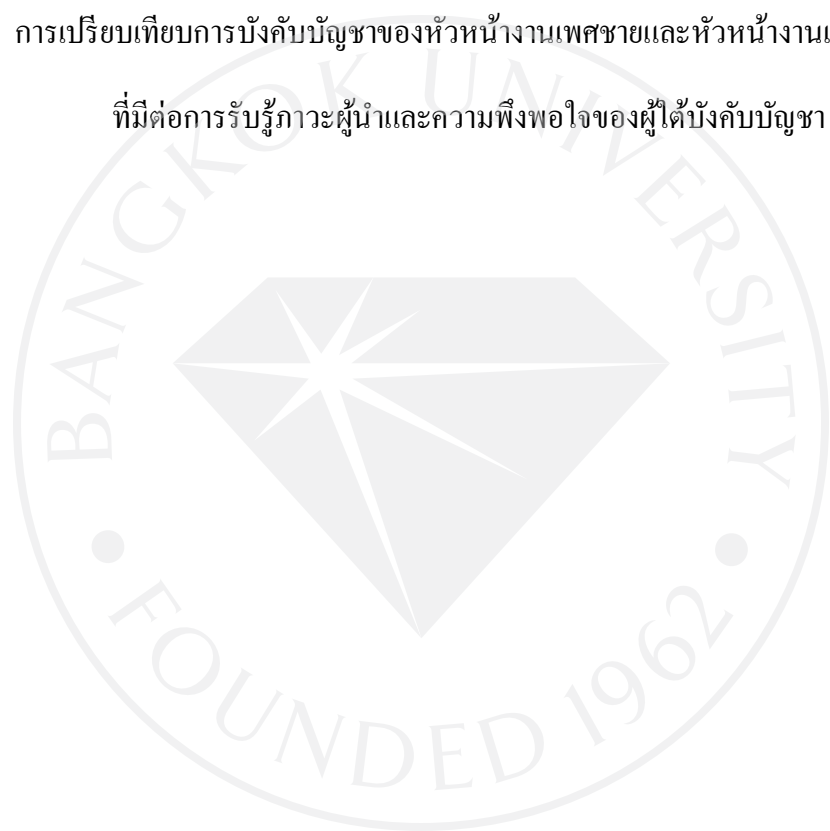 การเปรียบเทียบการบังคับบัญชาของหัวหน้างานเพศชายและหัวหน้างาน
ที่มีต่อการรับรู้ภาวะผู้นำและความพึงพอใจของผู้ใต้บังคับบัญชา
BANGKOK UNIVERSITY
• FOUNDED 1962 •